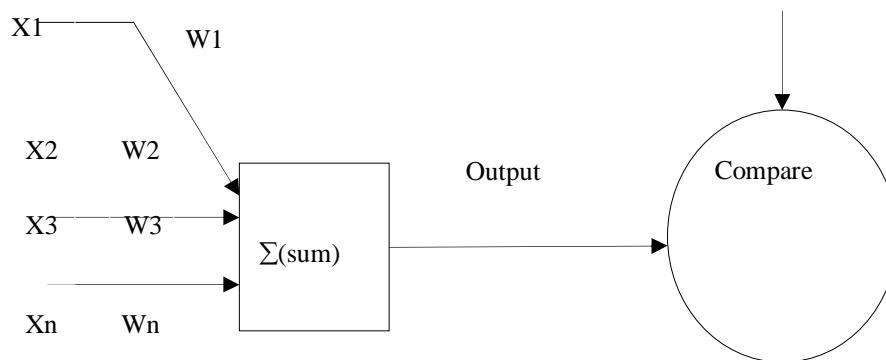 X1 W1
X2 W2
Output
Compare
X3 W3
∑(sum)
Xn Wn